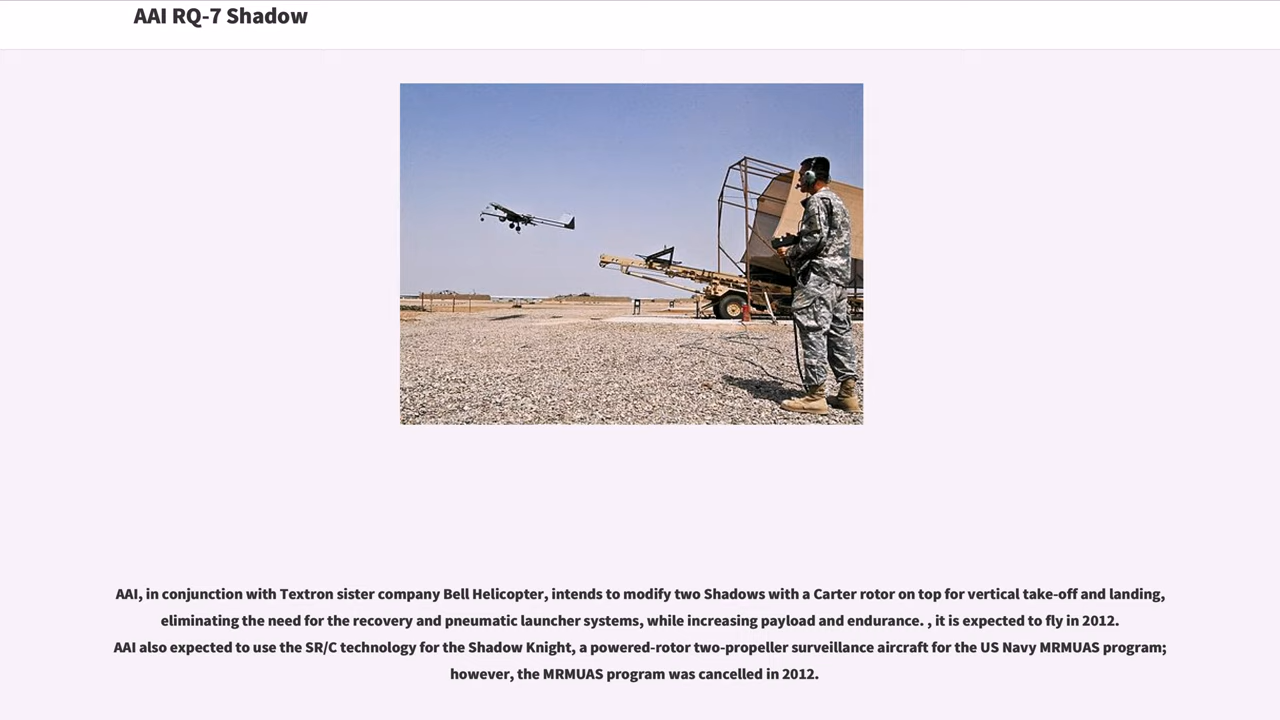 AAI RQ-7 Shadow
AAI, in conjunction with Textron sister company Bell Helicopter, intends to modify two Shadows with a Carter rotor on top for vertical take-off and landing,
eliminating the need for the recovery and pneumatic launcher systems, while increasing payload and endurance. , it is expected to fly in 2012.
AAI also expected to use the SR/C technology for the Shadow Knight, a powered-rotor two-propeller surveillance aircraft for the US Navy MRMUAS program;
however, the MRMUAS program was cancelled in 2012.